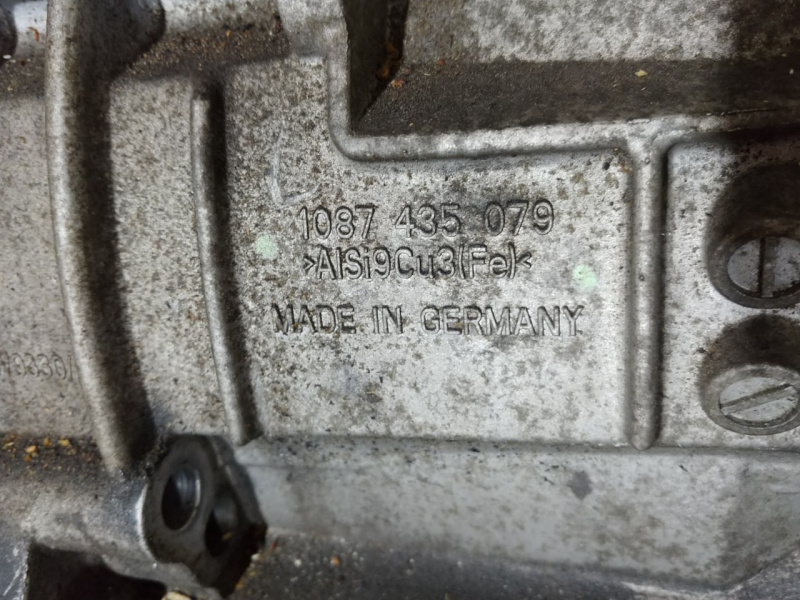 1087 435 079
>AlSi9Cu3(Fe)<
MADE IN GERMANY